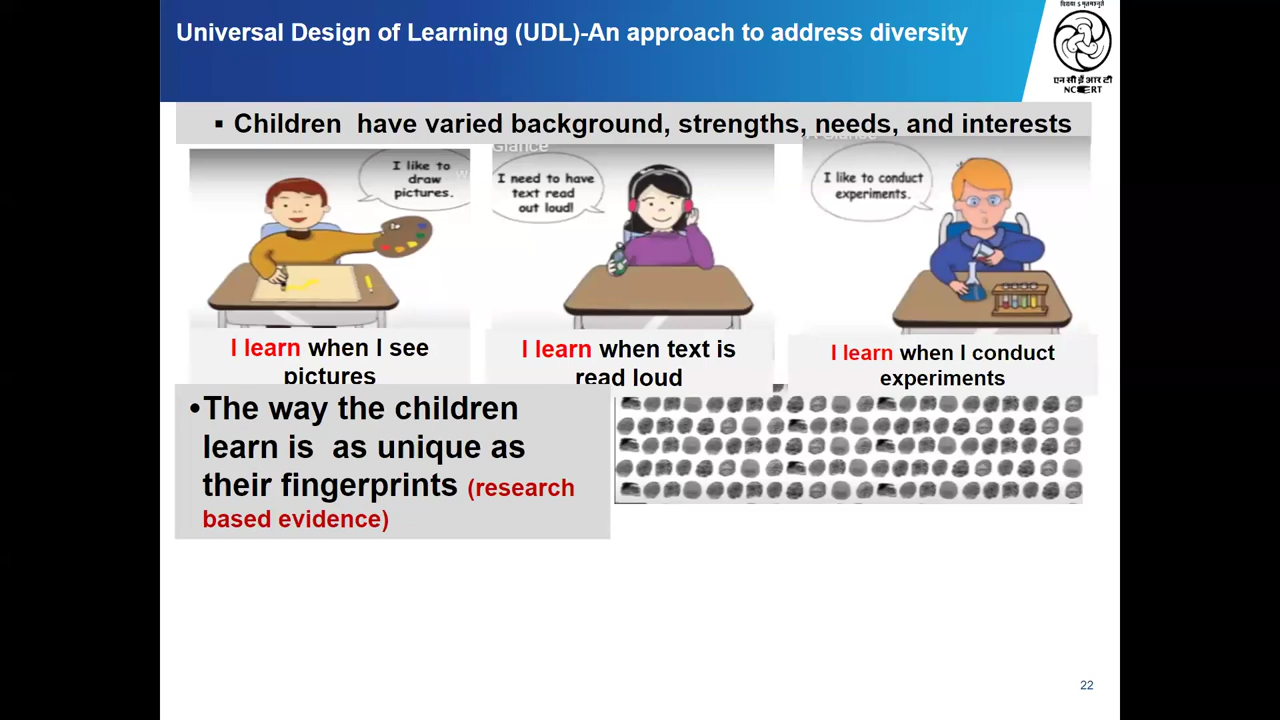 Universal Design of Learning (UDL)-An approach to address diversity
एन सी ई आर टी
NCERT
▪ Children have varied background, strengths, needs, and interests
Glance
I like to
draw
pictures.
I need to have
text read
out loud!
I like to conduct
experiments.
I learn when I see
pictures
I learn when text is
read loud
I learn when I conduct
experiments
•The way the children
learn is as unique as
their fingerprints (research
based evidence)
22